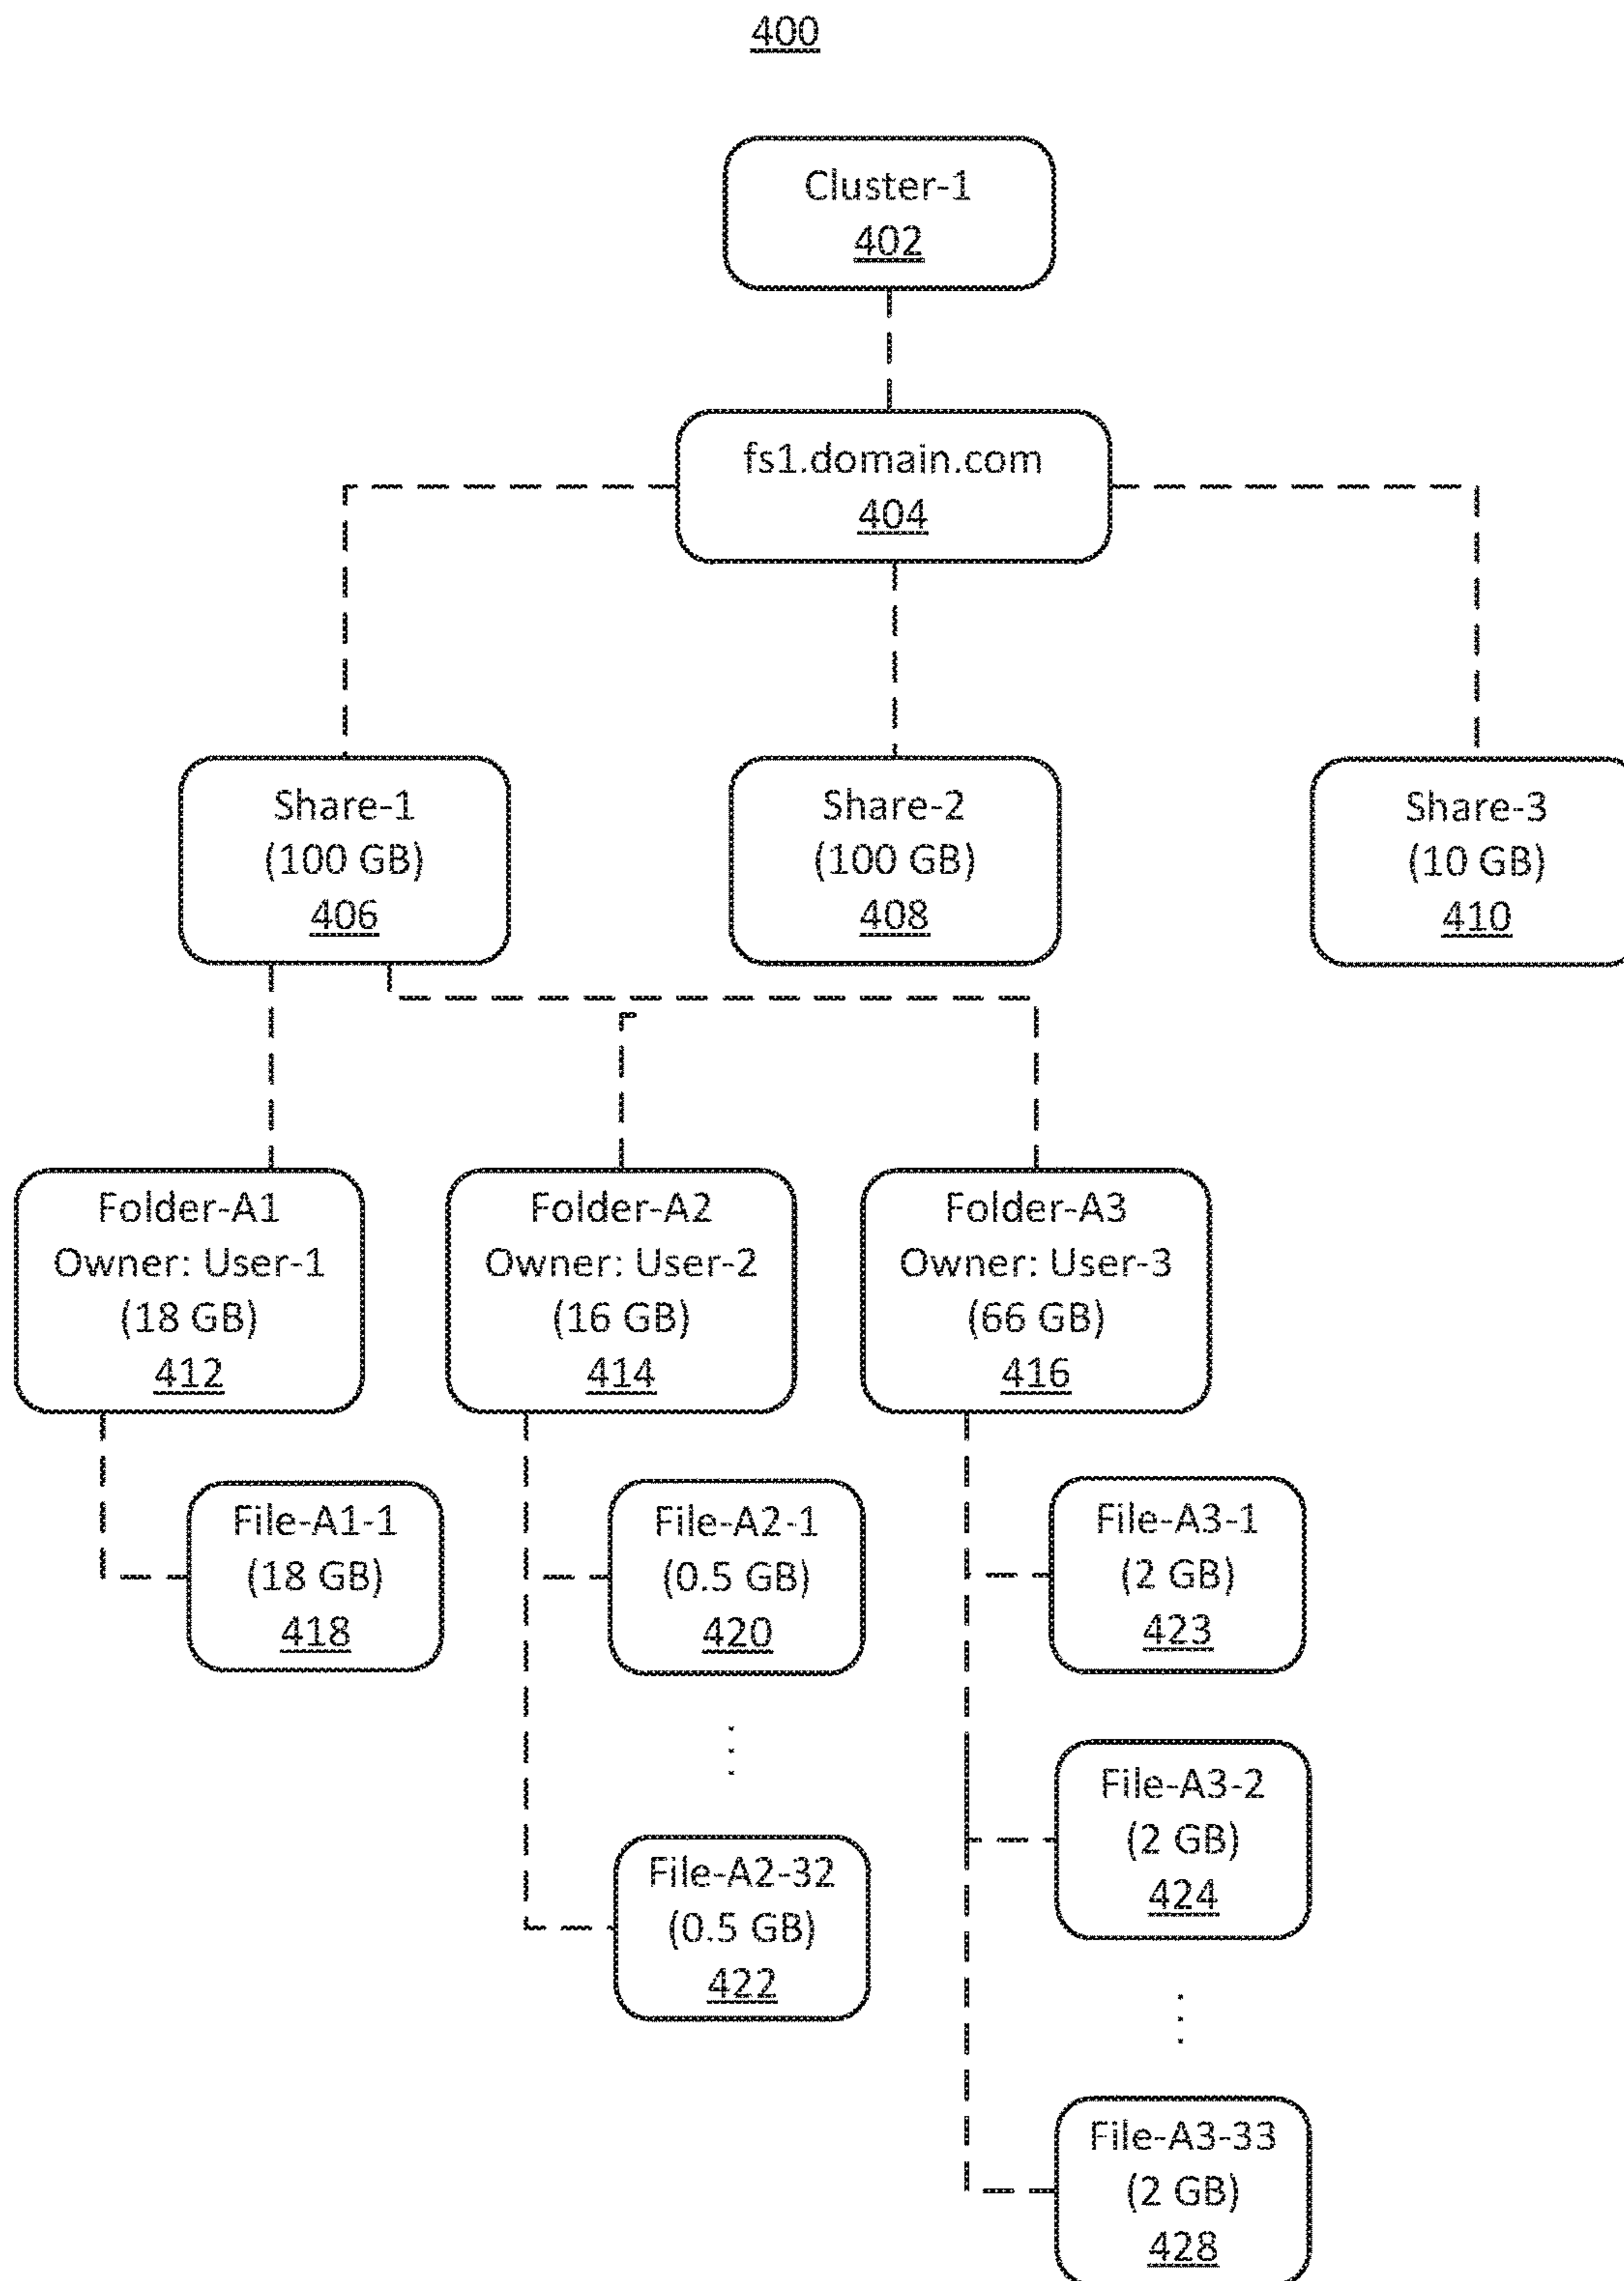 400
Cluster-1
402
fs1.domain.com
404
Share-1
(100 GB)
406
Share-2
(100 GB)
408
Share-3
(10 GB)
410
Folder-A1
Owner: User-1
(18 GB)
412
Folder-A2
Owner: User-2
(16 GB)
414
Folder-A3
Owner: User-3
(66 GB)
416
File-A1-1
(18 GB)
418
File-A2-1
(0.5 GB)
420
File-A3-1
(2 GB)
423
File-A3-2
(2 GB)
424
File-A2-32
(0.5 GB)
422
File-A3-33
(2 GB)
428